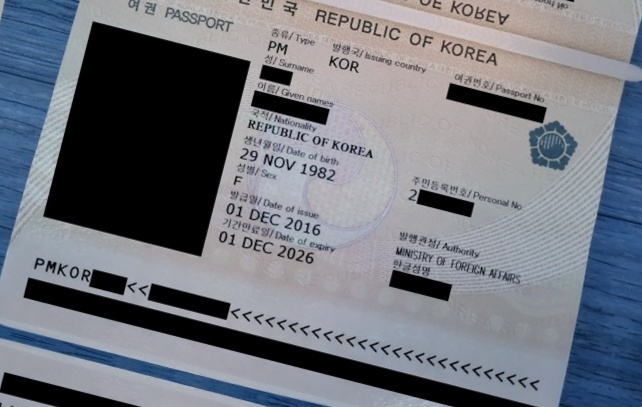 REPUBLIC OF KOREA
민국 REPUBLIC OF KOREA
여권 PASSPORT
종류/Type 발행국/Issuing country 여권번호/Passport No
PM KOR
성/Surname
이름/Given names
국적/Nationality
REPUBLIC OF KOREA
생년월일/Date of birth 주민등록번호/Personal No
29 NOV 1982 2
성별/Sex
F
발급일/Date of issue 발행관청/Authority
01 DEC 2016 MINISTRY OF FOREIGN AFFAIRS
기간만료일/Date of expiry 한글성명
01 DEC 2026
PMKOR <<<<<<<<<<<<<<<<<<<<<<<<<<<<<<